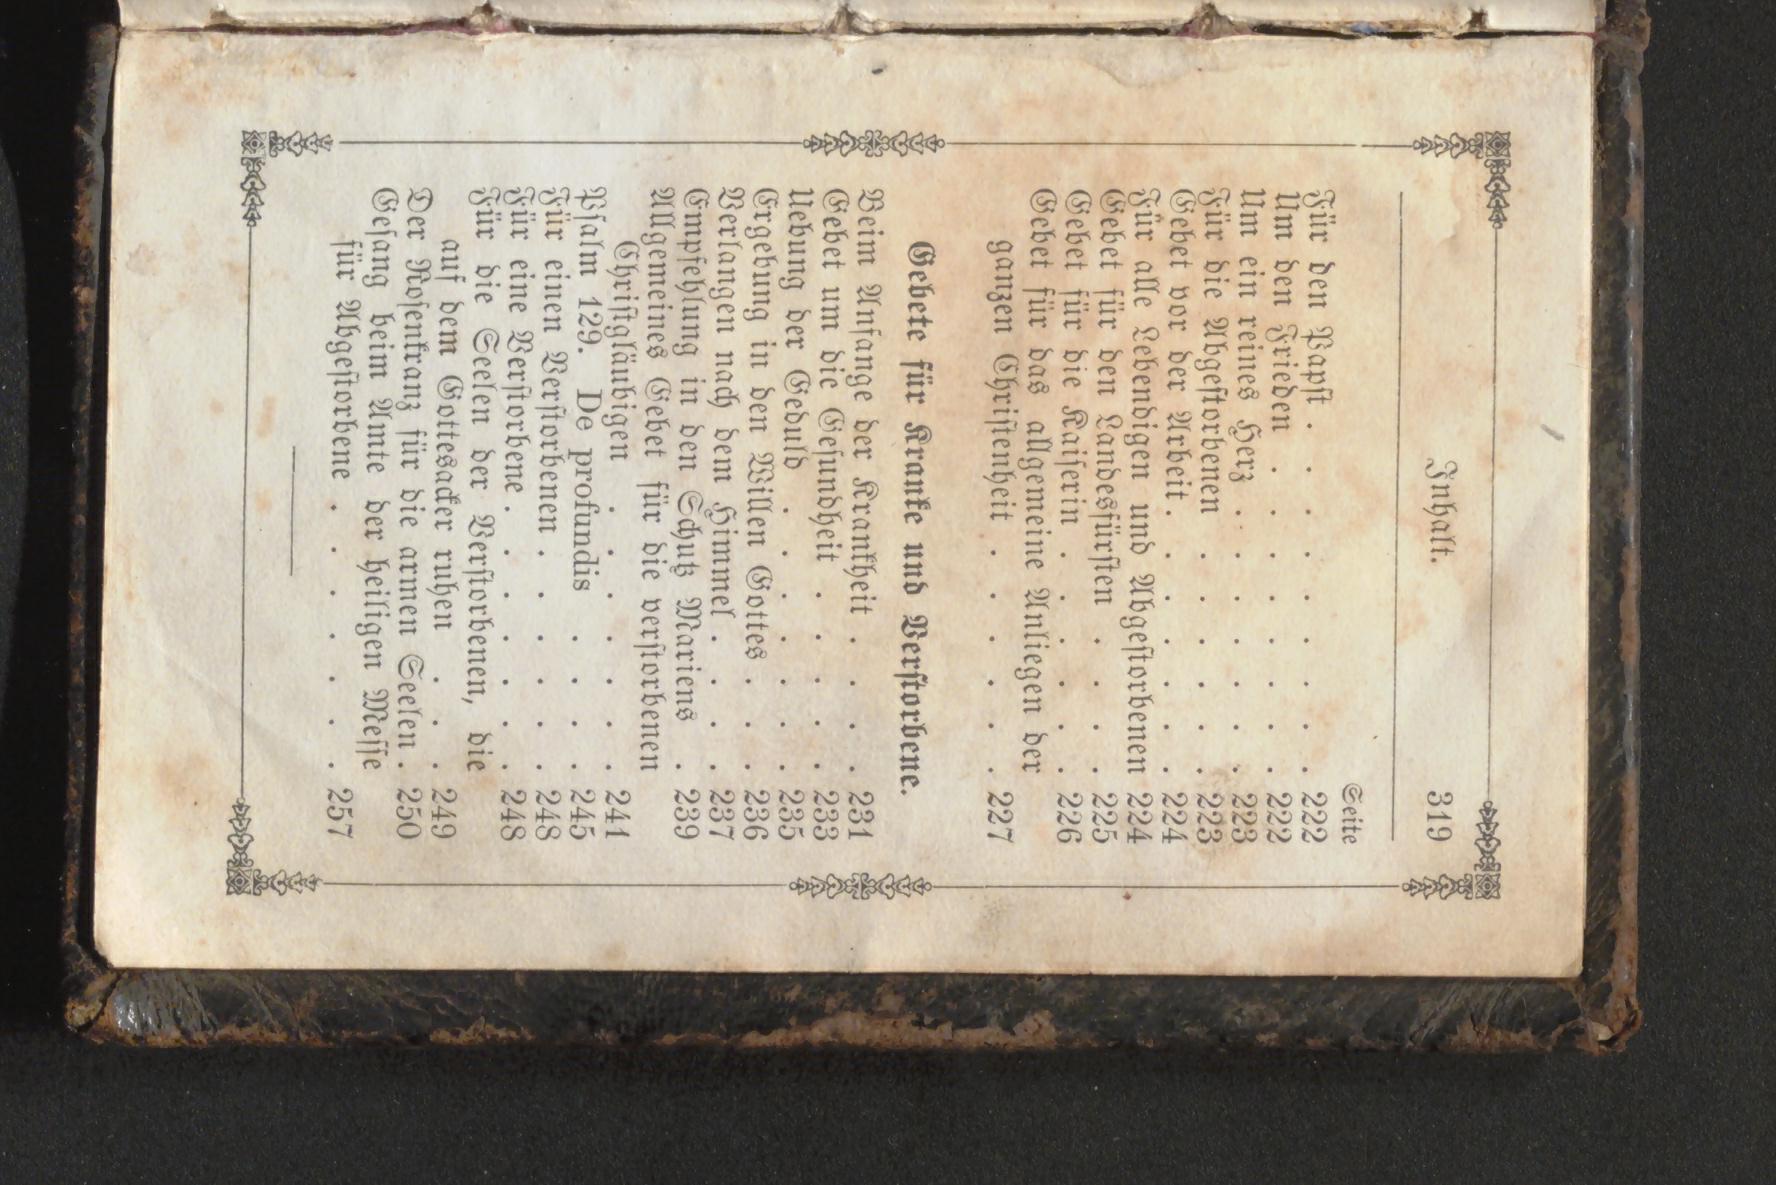 Inhalt. 319
Seite
Für den Papſt . . . . . . . . . 222
Um den Frieden . . . . . . . . 222
Um ein reines Herz . . . . . . . 223
Für die Abgeſtorbenen . . . . . . 223
Gebet vor der Arbeit . . . . . . . 224
Für alle Lebendigen und Abgeſtorbenen 224
Gebet für den Landesfürſten . . . . 225
Gebet für die Kaiſerin . . . . . . 226
Gebet für das allgemeine Anliegen der
ganzen Chriſtenheit . . . . . . 227
Gebete für Kranke und Verſtorbene.
Beim Anfange der Krankheit . . . . 231
Gebet um die Geſundheit . . . . . 233
Uebung der Geduld . . . . . . . 235
Ergebung in den Willen Gottes . . . 236
Verlangen nach dem Himmel . . . . 237
Empfehlung in den Schutz Mariens . . 239
Allgemeines Gebet für die verſtorbenen
Chriſtgläubigen . . . . . . . 241
Pſalm 129. De profundis . . . . 245
Für einen Verſtorbenen . . . . . . 248
Für eine Verſtorbene . . . . . . . 248
Für die Seelen der Verſtorbenen, die
auf dem Gottesacker ruhen . . . 249
Der Roſenkranz für die armen Seelen . 250
Geſang beim Amte der heiligen Meſſe
für Abgeſtorbene . . . . . . . 257